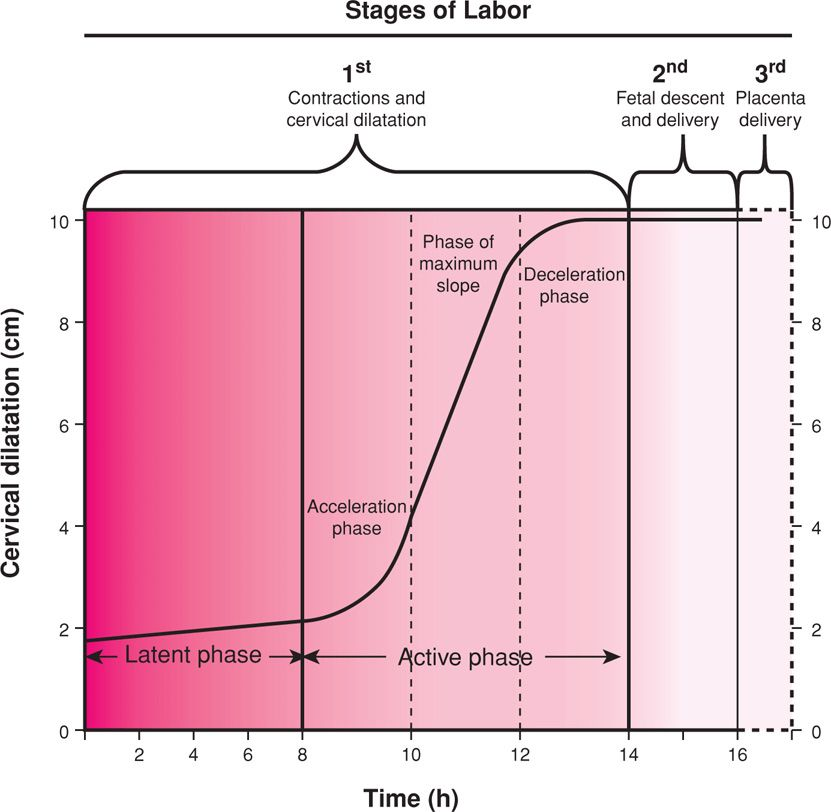 Stages of Labor
1st
Contractions and
cervical dilatation
2nd
Fetal descent
and delivery
3rd
Placenta
delivery
10
8
6
4
2
0
Cervical dilatation (cm)
Phase of
maximum
slope
Deceleration
phase
Acceleration
phase
Latent phase
Active phase
10
8
6
4
2
0
2 4 6 8 10 12 14 16
Time (h)